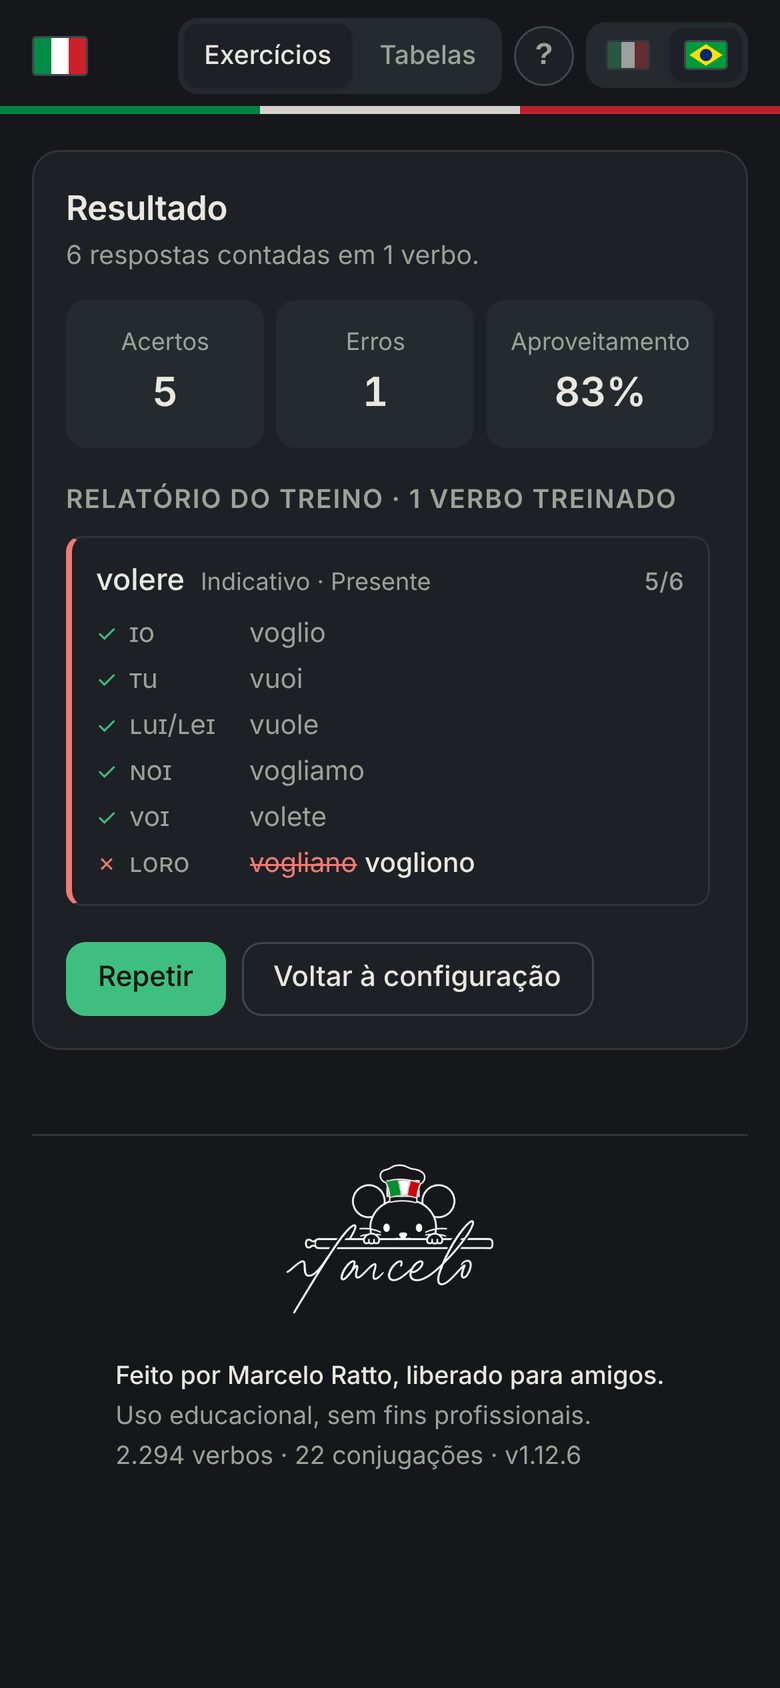 Exercícios Tabelas ?
Resultado
6 respostas contadas em 1 verbo.
Acertos Erros Aproveitamento
5 1 83%
RELATÓRIO DO TREINO · 1 VERBO TREINADO
volere Indicativo · Presente 5/6
✓ IO voglio
✓ TU vuoi
✓ LUI/LEI vuole
✓ NOI vogliamo
✓ VOI volete
× LORO vogliano vogliono
Repetir Voltar à configuração
Marcelo
Feito por Marcelo Ratto, liberado para amigos.
Uso educacional, sem fins profissionais.
2.294 verbos · 22 conjugações · v1.12.6